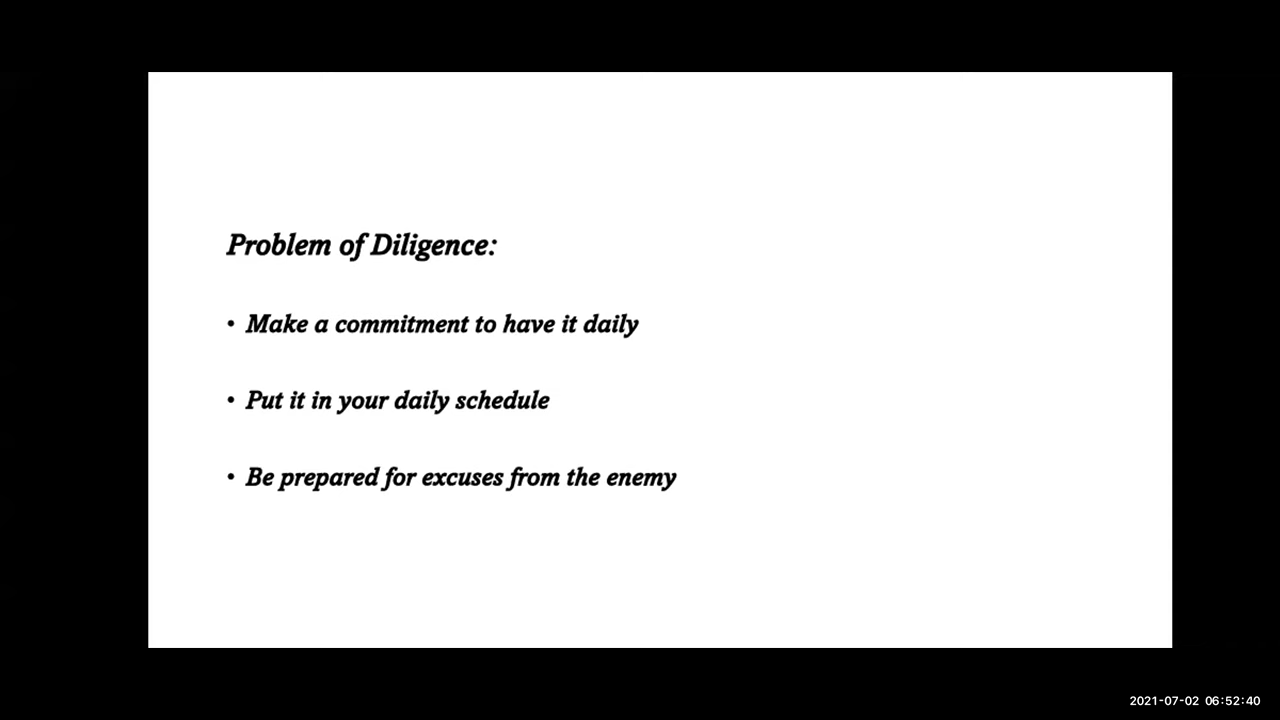 Problem of Diligence:
• Make a commitment to have it daily
• Put it in your daily schedule
• Be prepared for excuses from the enemy
2021-07-02 06:52:40